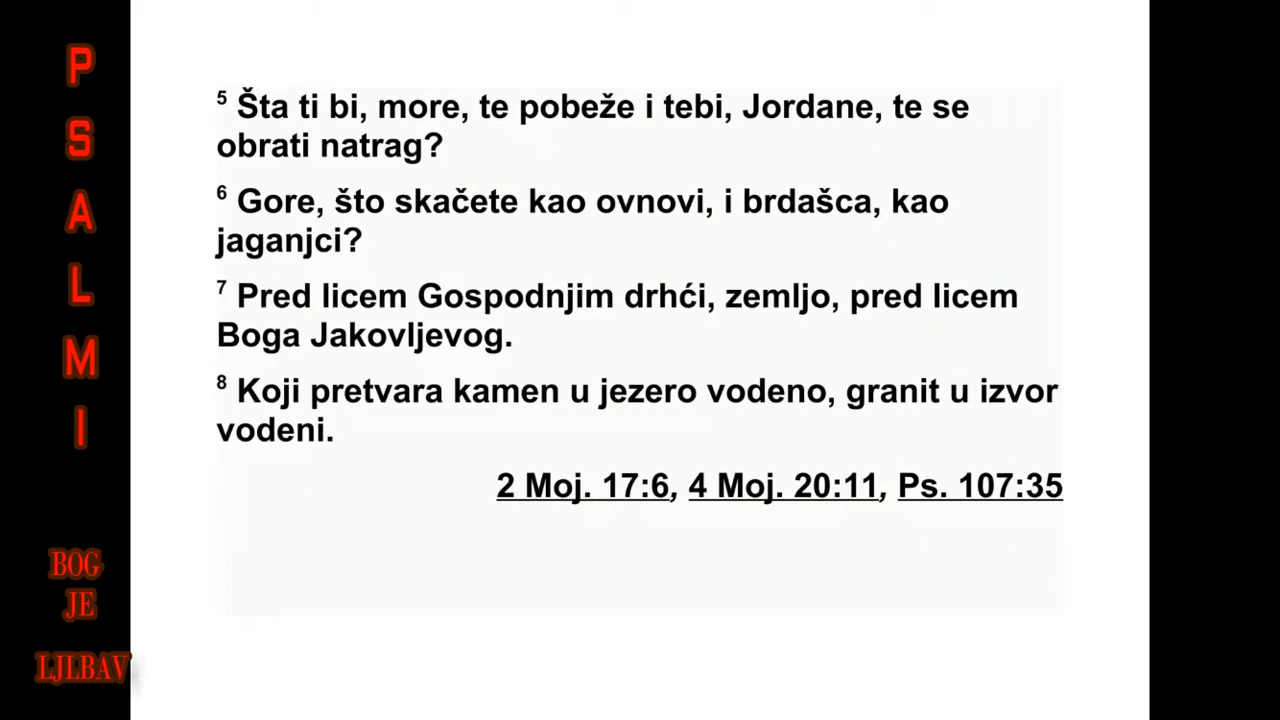 PSALMI
5 Šta ti bi, more, te pobeže i tebi, Jordane, te se
obrati natrag?
6 Gore, što skačete kao ovnovi, i brdašca, kao
jaganjci?
7 Pred licem Gospodnjim drhći, zemljo, pred licem
Boga Jakovljevog.
8 Koji pretvara kamen u jezero vodeno, granit u izvor
vodeni.
2 Moj. 17:6, 4 Moj. 20:11, Ps. 107:35
BOG
JE
LJLBAV